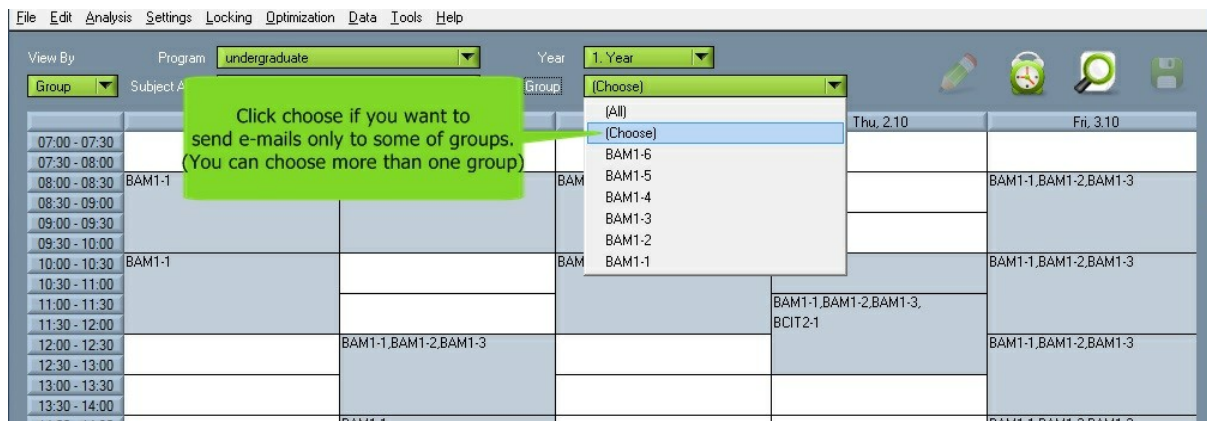 File Edit Analysis Settings Locking Optimization Data Tools Help
View By Program undergraduate Year 1. Year
Group Subject A Group (Choose)
Click choose if you want to
send e-mails only to some of groups.
(You can choose more than one group)
(All)
(Choose)
BAM1-6
BAM1-5
BAM1-4
BAM1-3
BAM1-2
BAM1-1
Thu, 2.10 Fri, 3.10
07:00 - 07:30
07:30 - 08:00
08:00 - 08:30 BAM1-1 BAM BAM1-1,BAM1-2,BAM1-3
08:30 - 09:00
09:00 - 09:30
09:30 - 10:00
10:00 - 10:30 BAM1-1 BAM BAM1-1,BAM1-2,BAM1-3
10:30 - 11:00
11:00 - 11:30 BAM1-1,BAM1-2,BAM1-3,
11:30 - 12:00 BCIT2-1
12:00 - 12:30 BAM1-1,BAM1-2,BAM1-3 BAM1-1,BAM1-2,BAM1-3
12:30 - 13:00
13:00 - 13:30
13:30 - 14:00